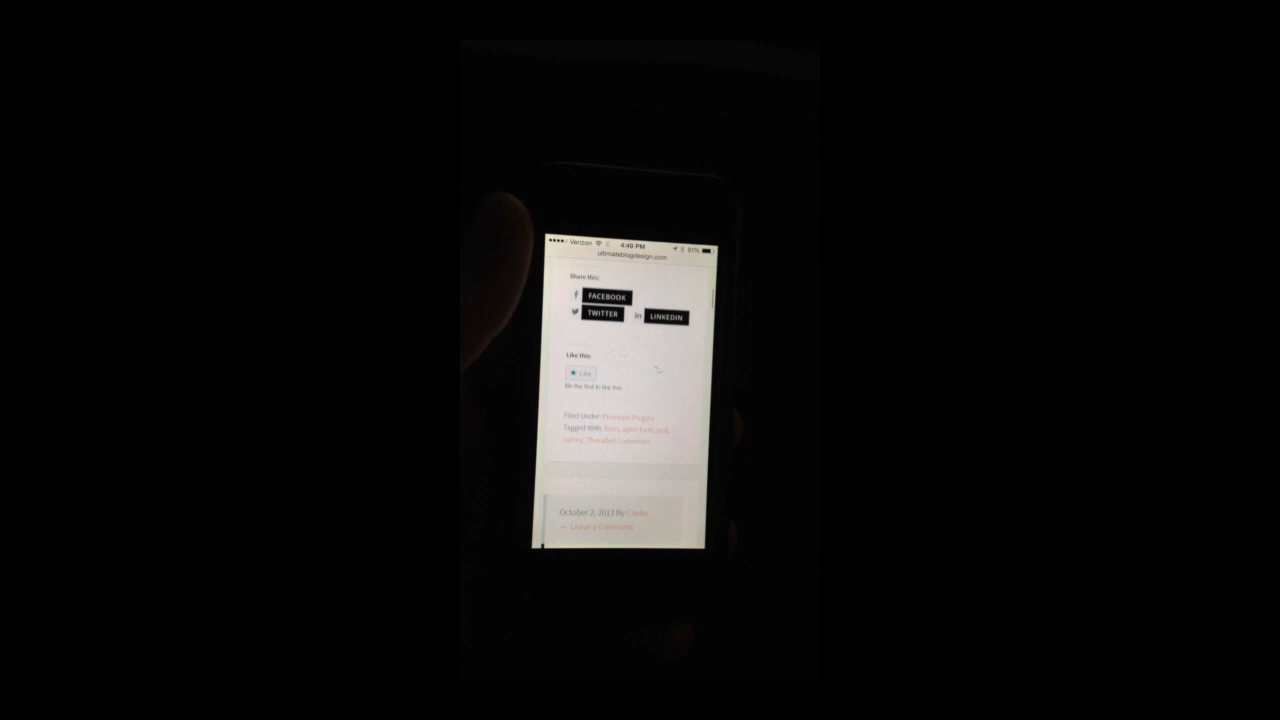 Verizon 4:49 PM 81%
ultimateblogdesign.com
Share this:
FACEBOOK
TWITTER in LINKEDIN
Like this:
Like
Be the first to like this.
Filed Under: Premium Plugins
Tagged With: form, optin form, poll,
survey, Threaded Comments
October 2, 2013 By Clarke
— Leave a Comment